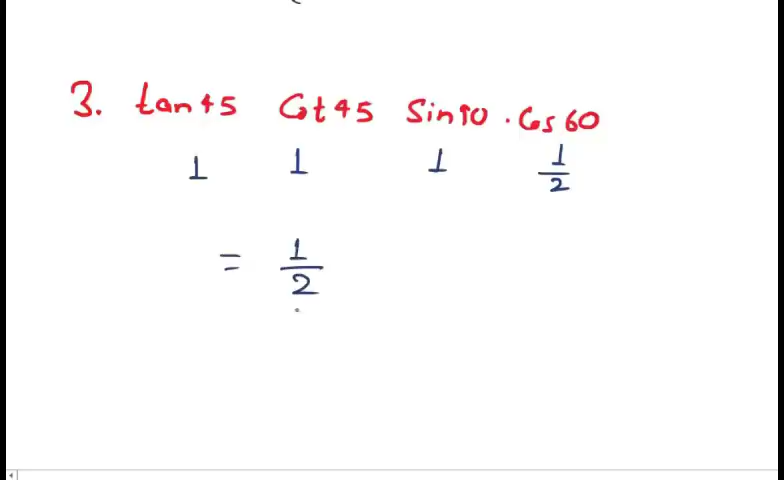 3. tan45 Cot45 Sin90 . Cos60
1 1 1 1/2
= 1/2